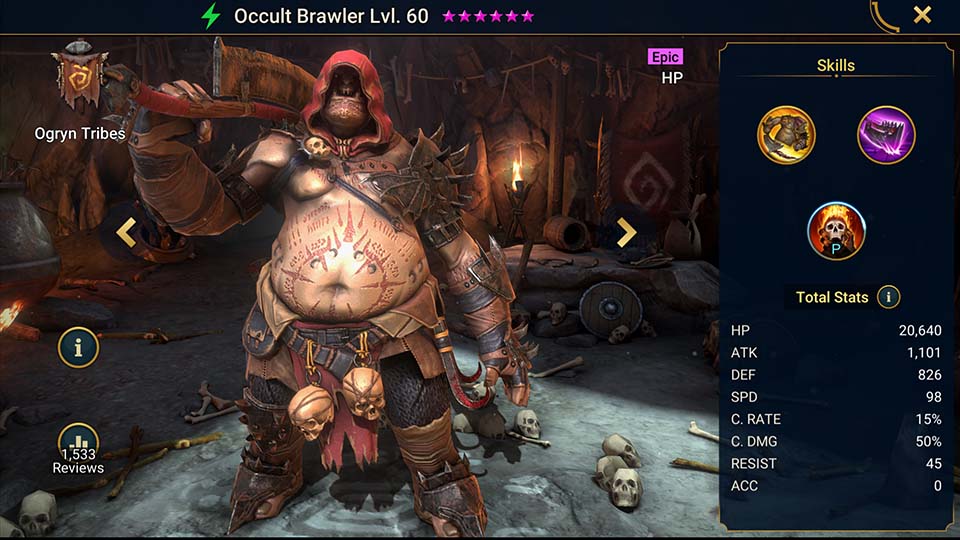 Occult Brawler Lvl. 60
Epic
HP
Ogryn Tribes
1,533
Reviews
Skills
P
Total Stats
HP 20,640
ATK 1,101
DEF 826
SPD 98
C. RATE 15%
C. DMG 50%
RESIST 45
ACC 0